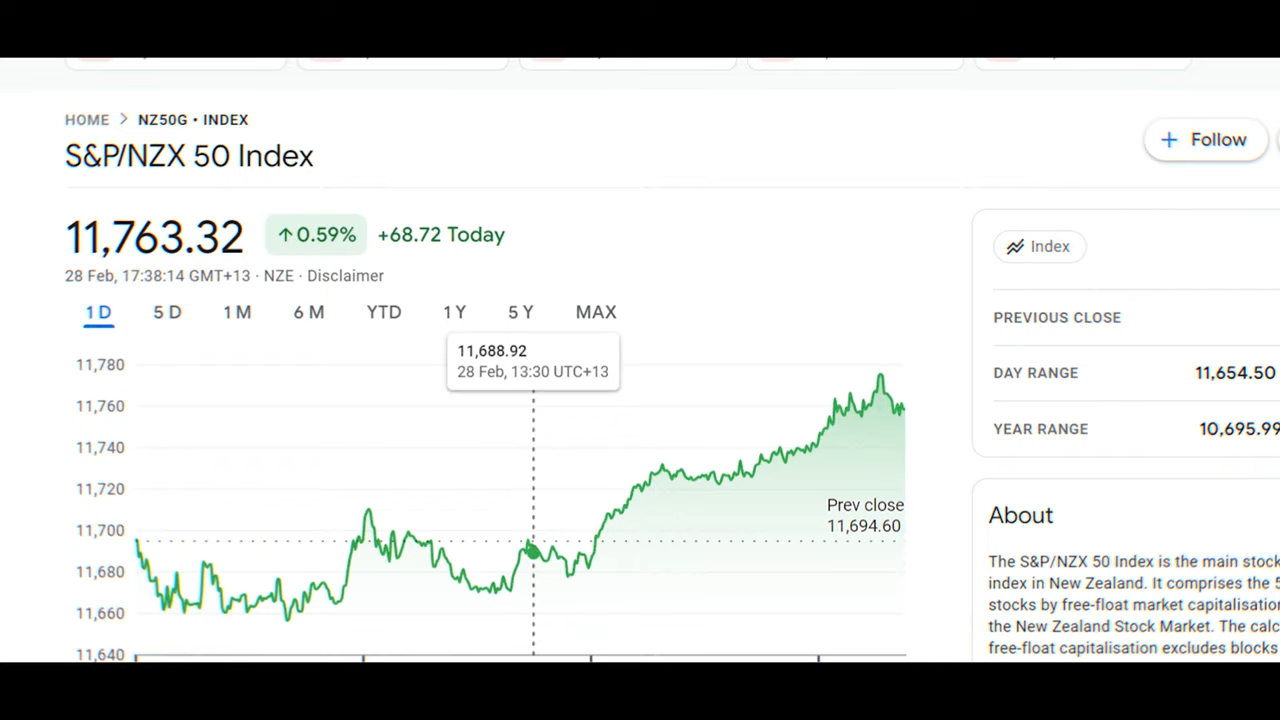 HOME > NZ50G • INDEX
S&P/NZX 50 Index
+ Follow
11,763.32 ↑ 0.59% +68.72 Today
28 Feb, 17:38:14 GMT+13 · NZE · Disclaimer
1 D 5 D 1 M 6 M YTD 1 Y 5 Y MAX
11,688.92
28 Feb, 13:30 UTC+13
11,780
11,760
11,740
11,720
11,700
11,680
11,660
11,640
Prev close
11,694.60
Index
PREVIOUS CLOSE
DAY RANGE 11,654.50
YEAR RANGE 10,695.99
About
The S&P/NZX 50 Index is the main stock
index in New Zealand. It comprises the 5
stocks by free-float market capitalisation
the New Zealand Stock Market. The calc
free-float capitalisation excludes blocks